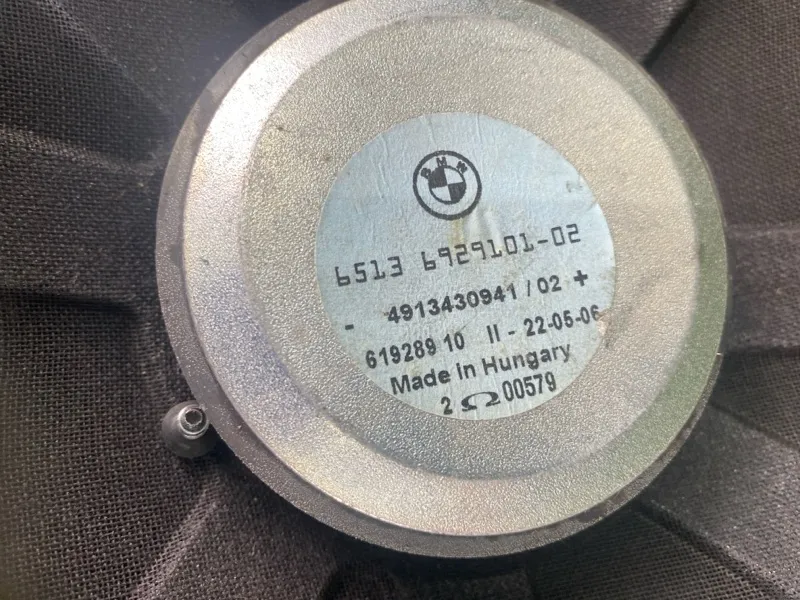 BMW
6513 6929101-02
- 4913430941 / 02 +
619289 10 II - 22-05-06
Made In Hungary
2 Ω 00579